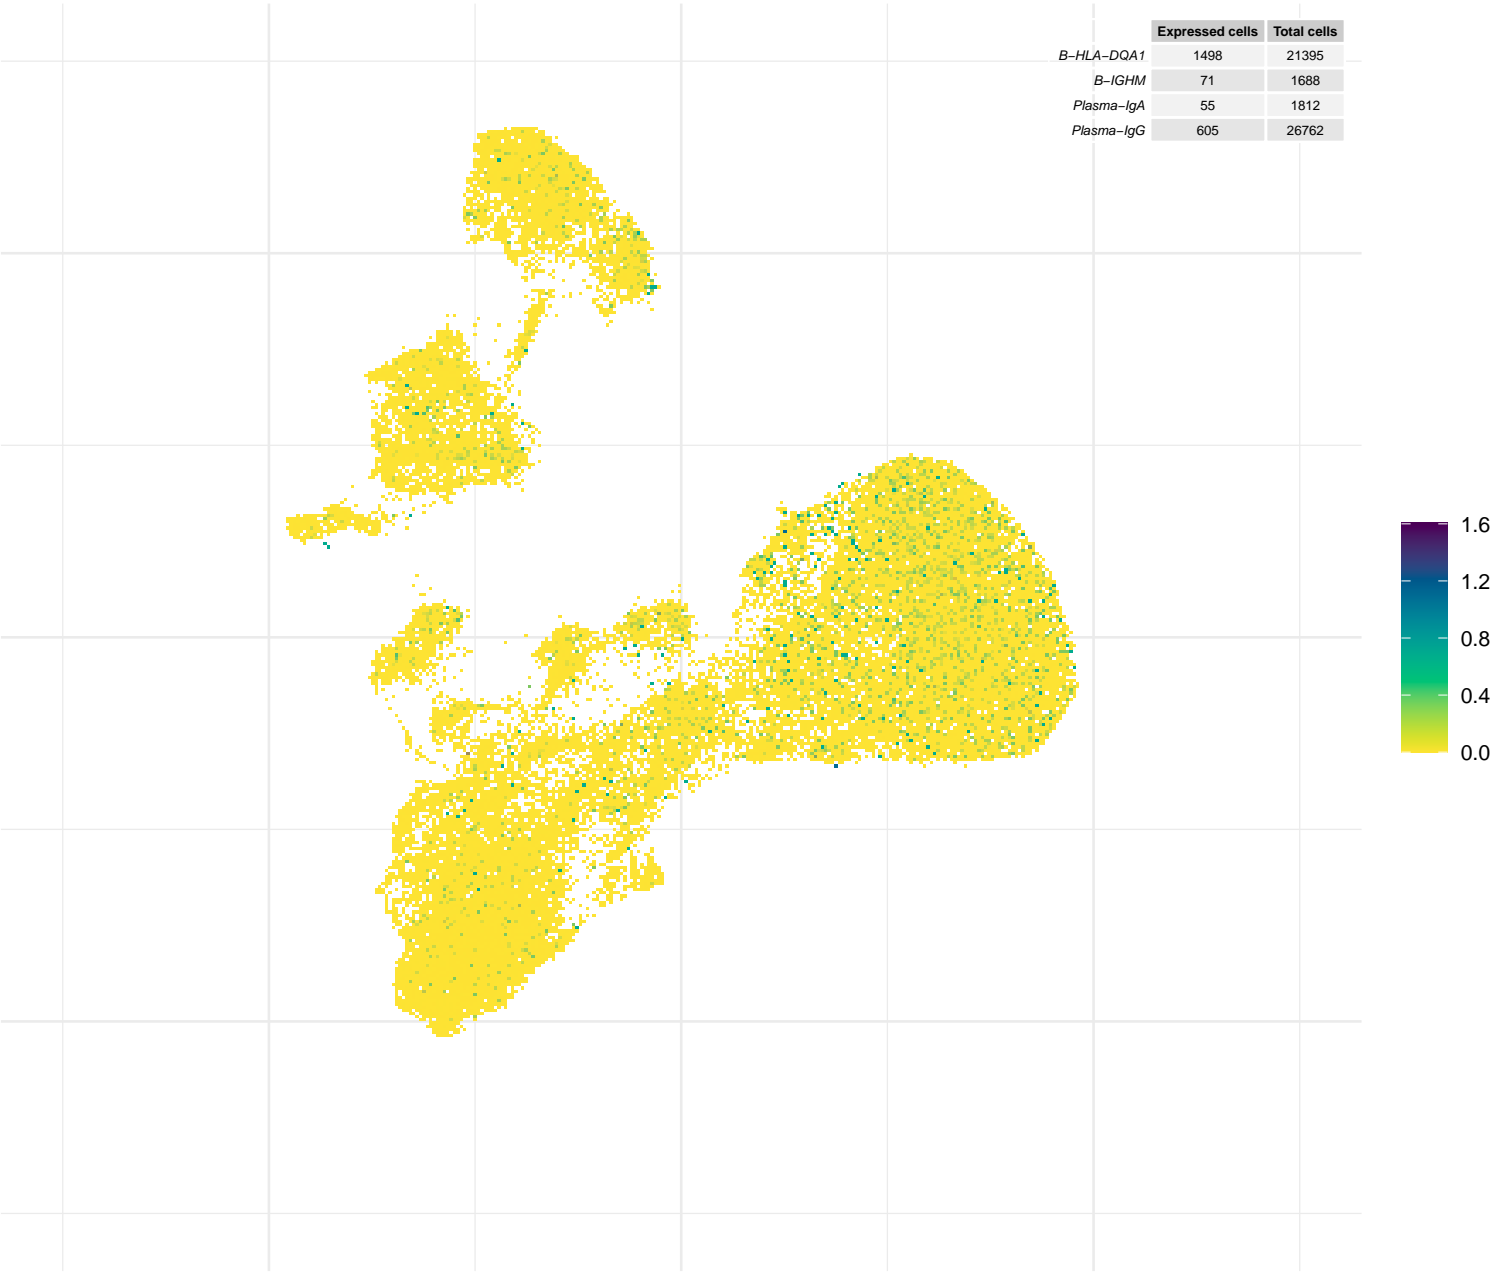 Expressed cells Total cells
B−HLA−DQA1 1498 21395
B−IGHM 71 1688
Plasma−IgA 55 1812
Plasma−IgG 605 26762
1.6
1.2
0.8
0.4
0.0